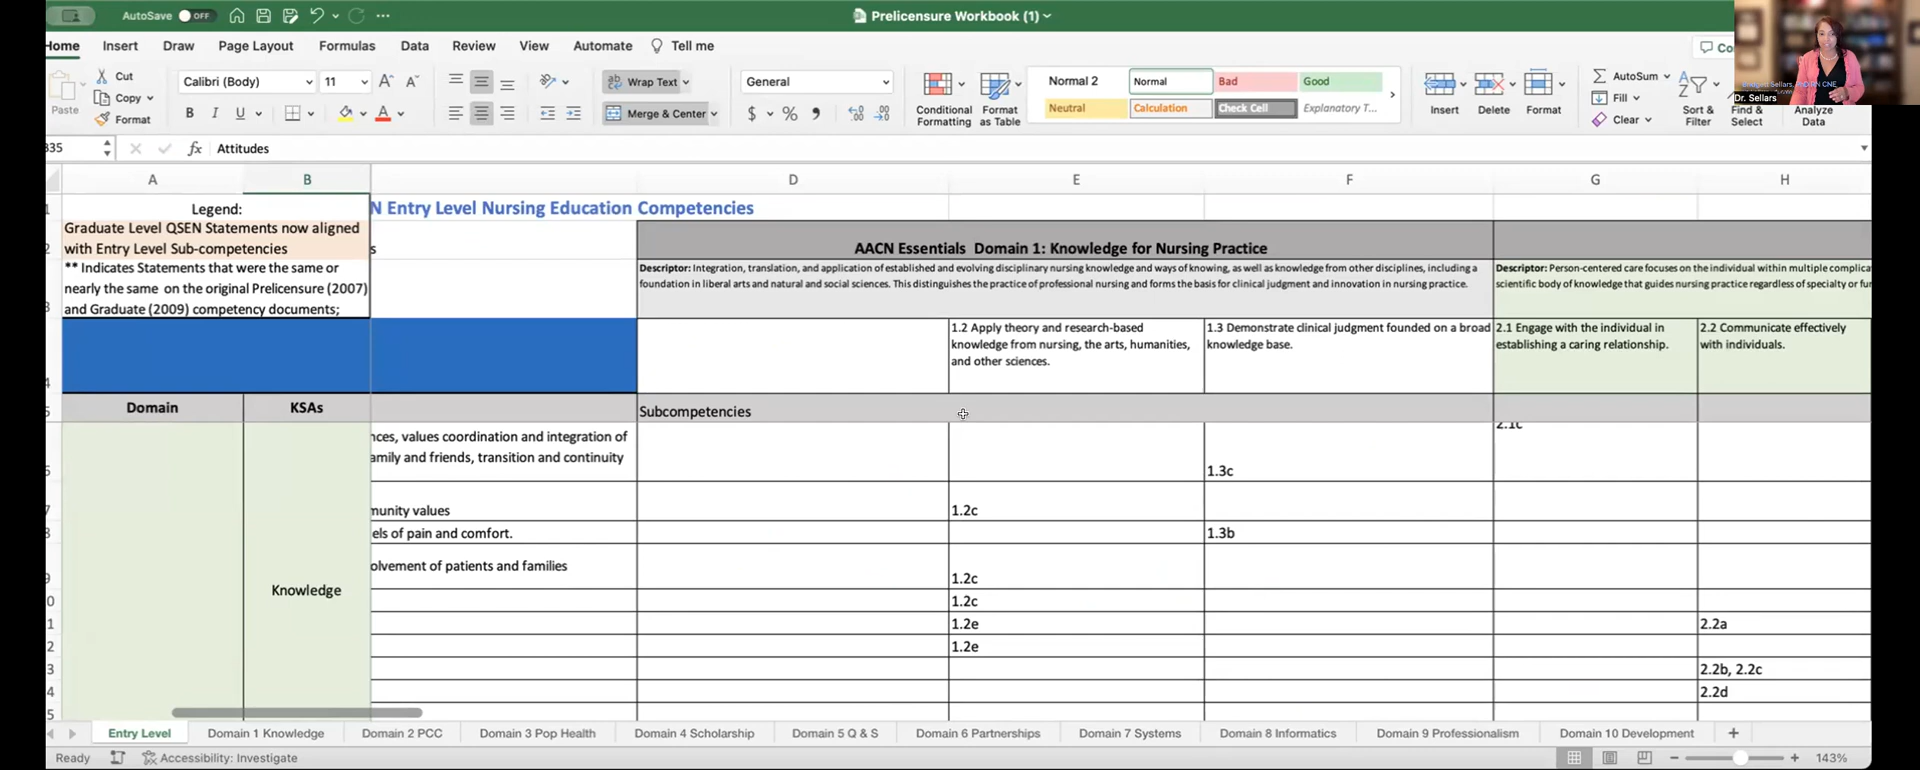 AutoSave OFF
Prelicensure Workbook (1)
Home Insert Draw Page Layout Formulas Data Review View Automate Tell me
Paste
Cut
Copy
Format
Calibri (Body) 11
B I U
Wrap Text
Merge & Center
General
$ % 9
Conditional Formatting
Format as Table
Normal 2 Normal Bad Good
Neutral Calculation Check Cell Explanatory T...
Insert Delete Format
AutoSum
Fill
Clear
Sort & Filter
Find & Select
Analyze Data
Dr. Sellars
335 fx Attitudes
A B D E F G H
Legend:
Graduate Level QSEN Statements now aligned
with Entry Level Sub-competencies
** Indicates Statements that were the same or
nearly the same on the original Prelicensure (2007)
and Graduate (2009) competency documents;
N Entry Level Nursing Education Competencies
s
AACN Essentials Domain 1: Knowledge for Nursing Practice
Descriptor: Integration, translation, and application of established and evolving disciplinary nursing knowledge and ways of knowing, as well as knowledge from other disciplines, including a
foundation in liberal arts and natural and social sciences. This distinguishes the practice of professional nursing and forms the basis for clinical judgment and innovation in nursing practice.
Descriptor: Person-centered care focuses on the individual within multiple complica
scientific body of knowledge that guides nursing practice regardless of specialty or fur
1.2 Apply theory and research-based
knowledge from nursing, the arts, humanities,
and other sciences.
1.3 Demonstrate clinical judgment founded on a broad
knowledge base.
2.1 Engage with the individual in
establishing a caring relationship.
2.2 Communicate effectively
with individuals.
Domain KSAs
Subcompetencies
2.1c
nces, values coordination and integration of
amily and friends, transition and continuity
1.3c
munity values
1.2c
els of pain and comfort.
1.3b
olvement of patients and families
1.2c
Knowledge
1.2c
1.2e
2.2a
1.2e
2.2b, 2.2c
2.2d
Entry Level Domain 1 Knowledge Domain 2 PCC Domain 3 Pop Health Domain 4 Scholarship Domain 5 Q & S Domain 6 Partnerships Domain 7 Systems Domain 8 Informatics Domain 9 Professionalism Domain 10 Development
Ready Accessibility: Investigate 143%